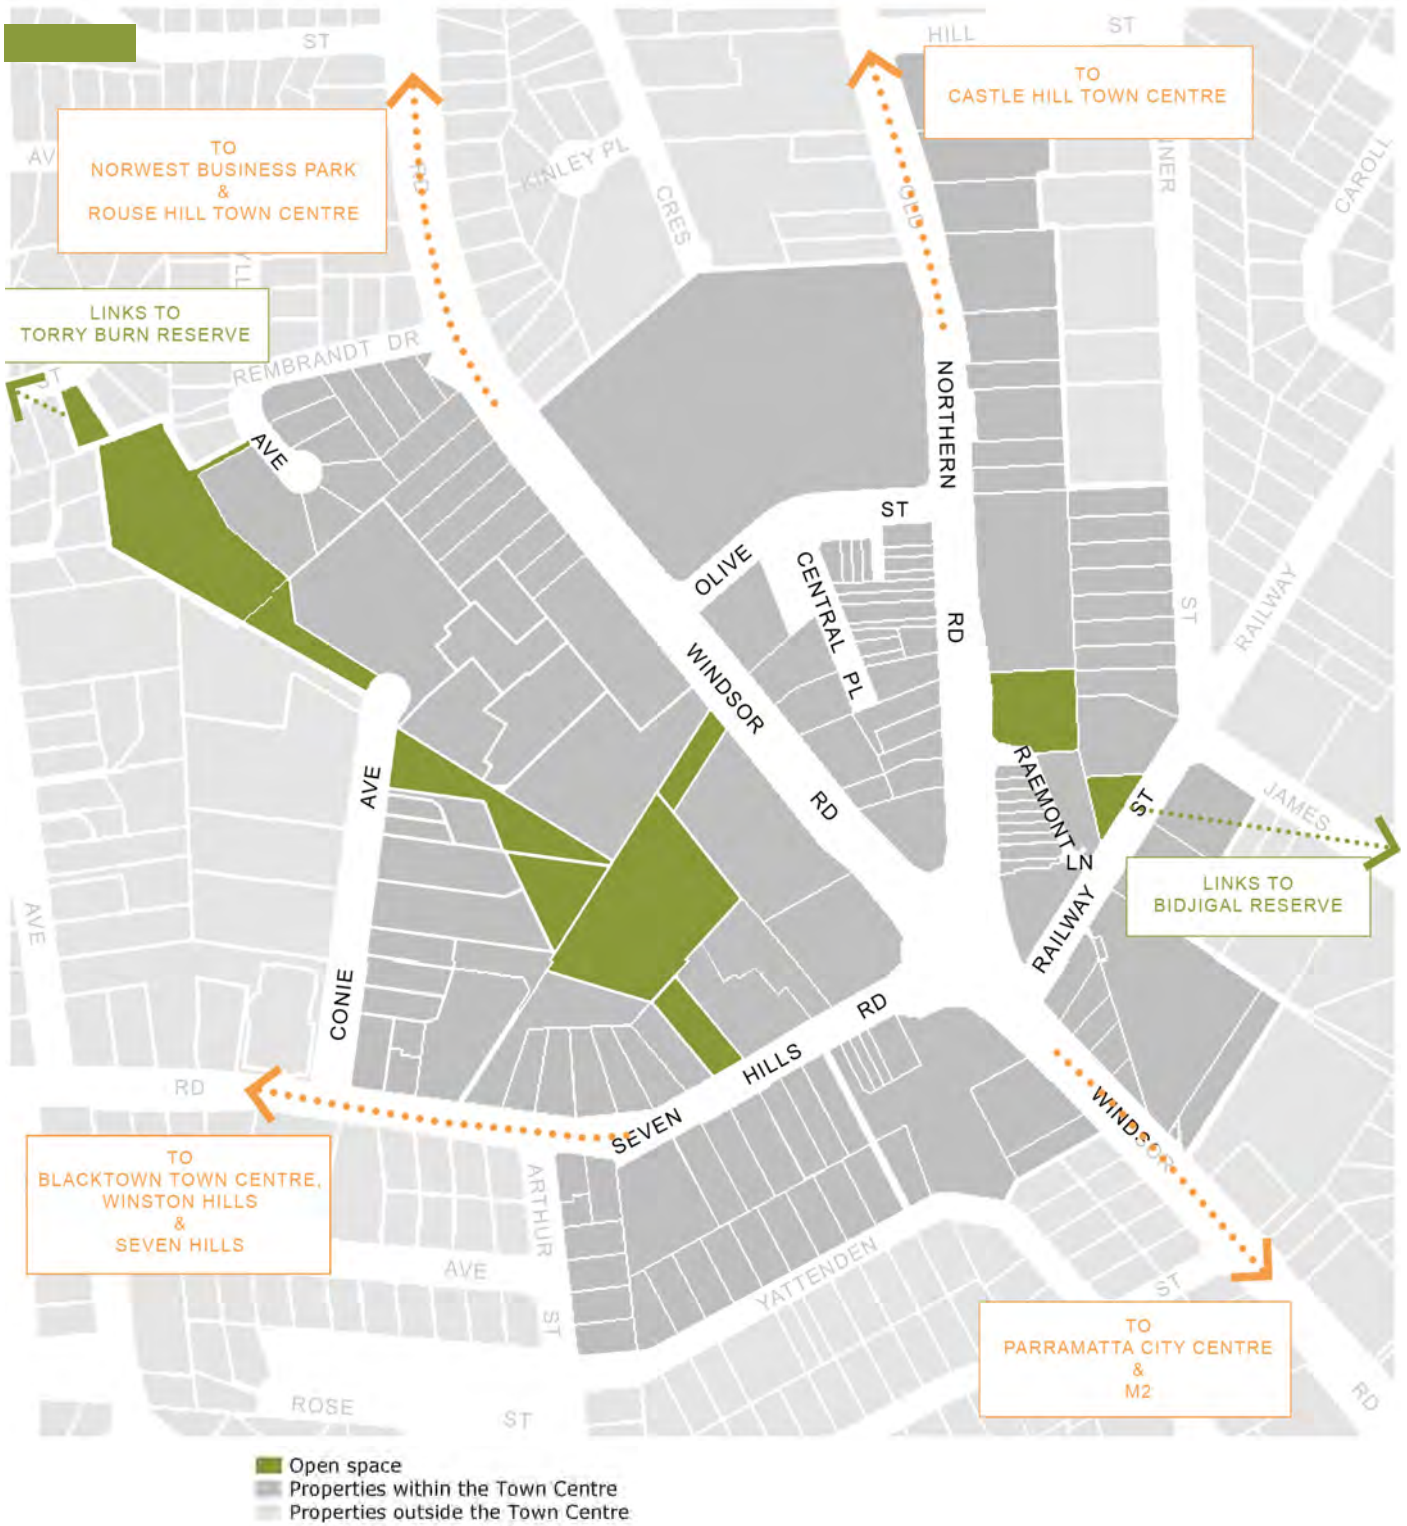 ST
HILL
ST
TO
CASTLE HILL TOWN CENTRE
TO
NORWEST BUSINESS PARK
&
ROUSE HILL TOWN CENTRE
AV
RD
KINLEY PL
CRES
OLD
NER
CAROLL
LINKS TO
TORRY BURN RESERVE
ST
REMBRANDT DR
AVE
NORTHERN
ST
OLIVE
CENTRAL PL
RD
ST
RAILWAY
WINDSOR
RD
AVE
RAEMONT
LN
ST
JAMES
LINKS TO
BIDJIGAL RESERVE
AVE
RAILWAY
CONIE
RD
HILLS
SEVEN
RD
WINDSOR
TO
BLACKTOWN TOWN CENTRE,
WINSTON HILLS
&
SEVEN HILLS
ARTHUR
ST
AVE
YATTENDEN
ST
TO
PARRAMATTA CITY CENTRE
&
M2
RD
ROSE
ST
Open space
Properties within the Town Centre
Properties outside the Town Centre